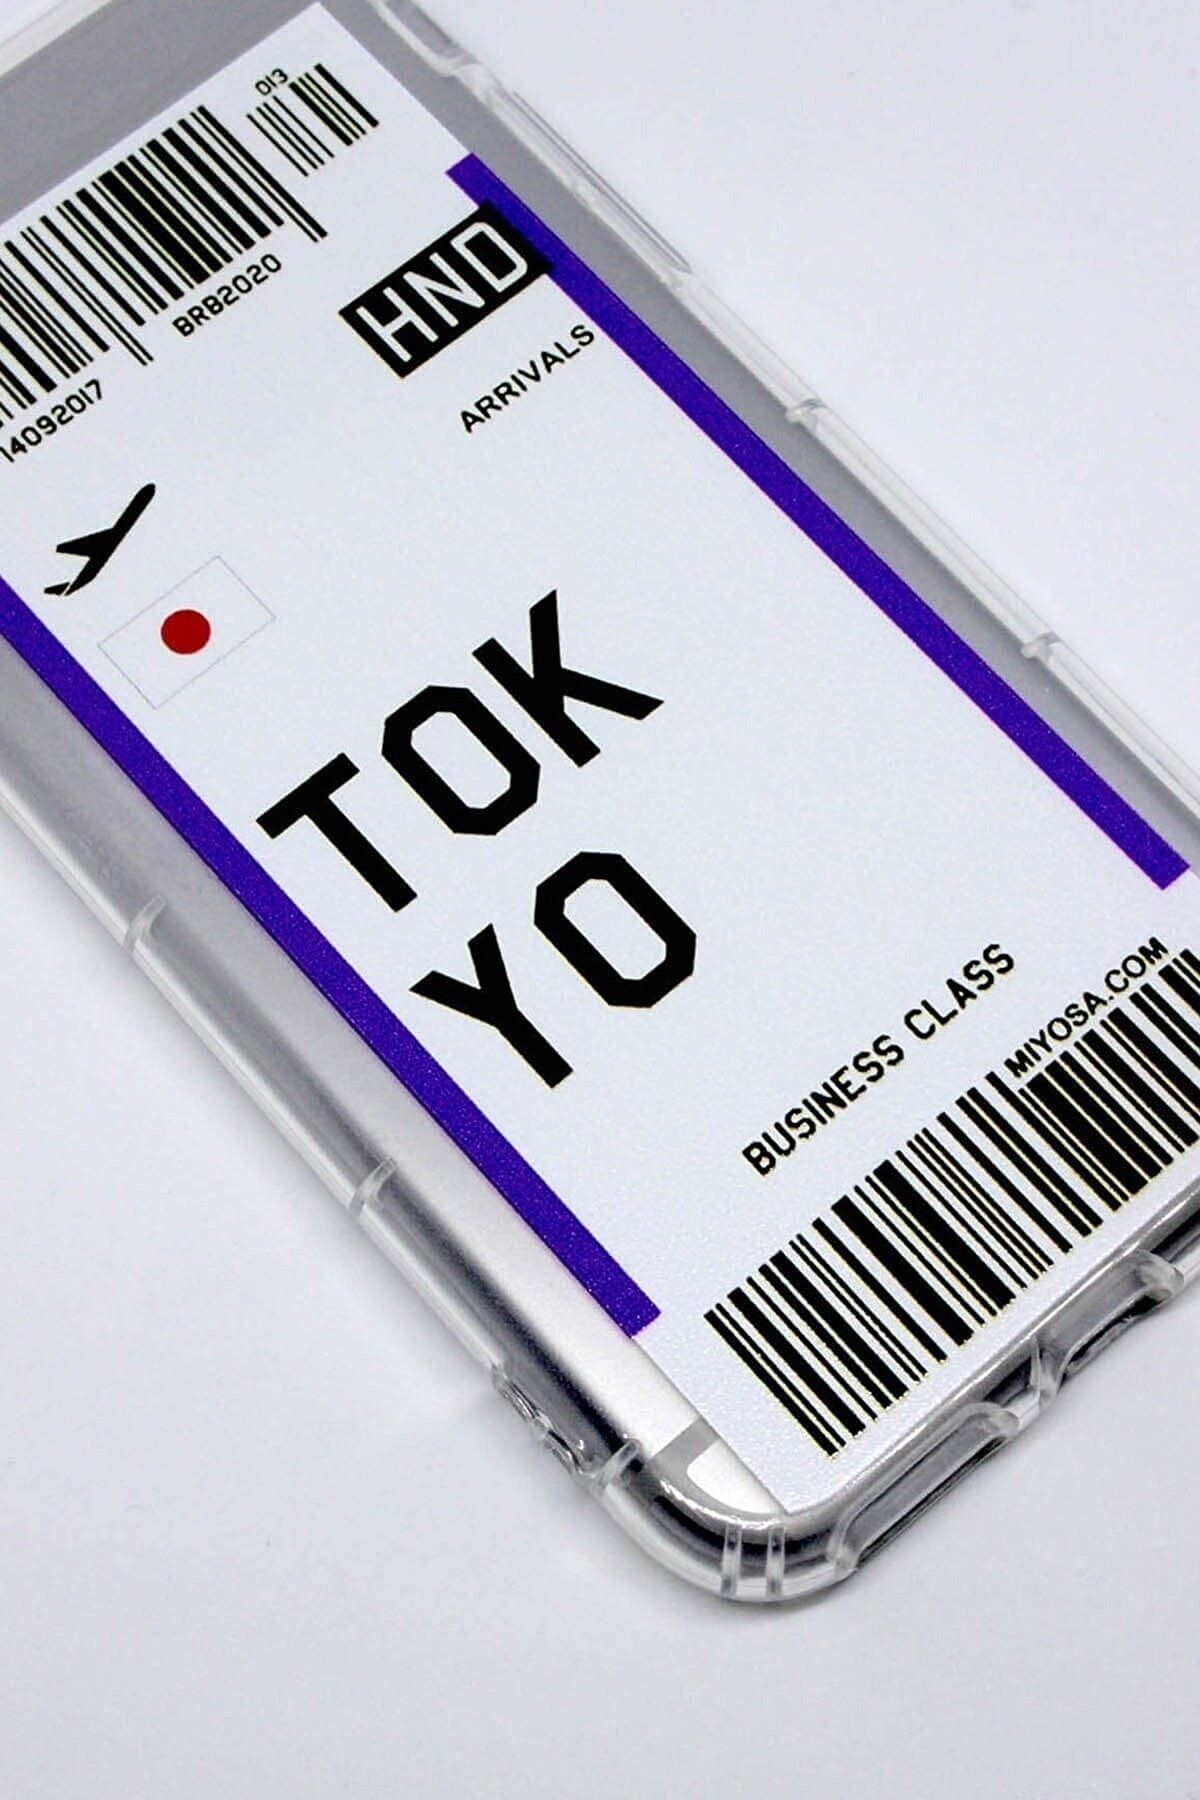 013
BRB2020
14092017
HND
ARRIVALS
TOK
YO
BUSINESS CLASS
MIYOSA.COM